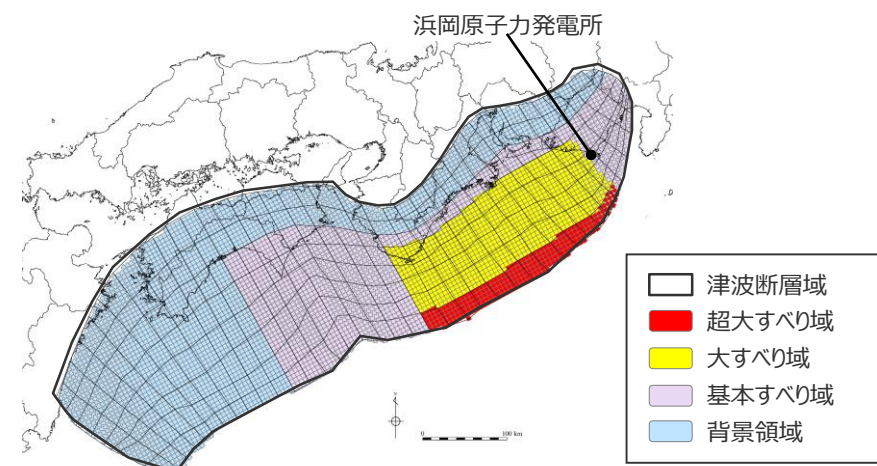 浜岡原子力発電所
N
0 100 km
津波断層域
超大すべり域
大すべり域
基本すべり域
背景領域